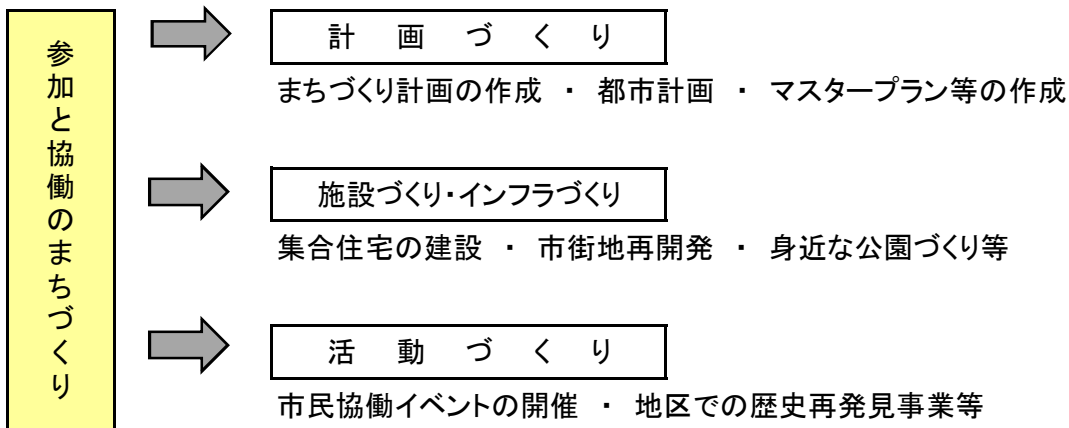 参加と協働のまちづくり
計画づくり
まちづくり計画の作成 ・ 都市計画 ・ マスタープラン等の作成
施設づくり・インフラづくり
集合住宅の建設 ・ 市街地再開発 ・ 身近な公園づくり等
活動づくり
市民協働イベントの開催 ・ 地区での歴史再発見事業等